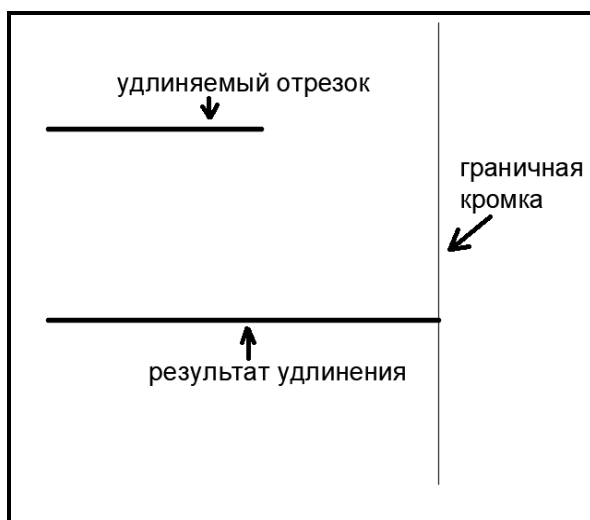 удлиняемый отрезок
граничная
кромка
результат удлинения